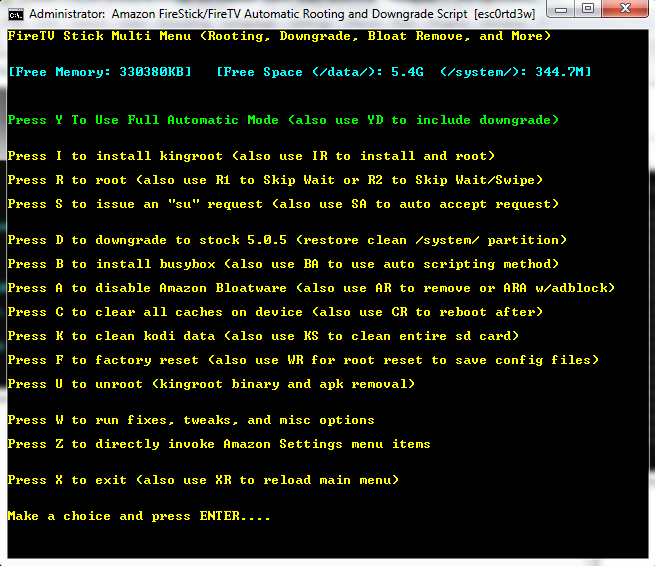 Administrator: Amazon FireStick/FireTV Automatic Rooting and Downgrade Script [esc0rtd3w]
FireTV Stick Multi Menu (Rooting, Downgrade, Bloat Remove, and More)
[Free Memory: 330380KB] [Free Space (/data/): 5.4G (/system/): 344.7M]
Press Y To Use Full Automatic Mode (also use YD to include downgrade)
Press I to install kingroot (also use IR to install and root)
Press R to root (also use R1 to Skip Wait or R2 to Skip Wait/Swipe)
Press S to issue an "su" request (also use SA to auto accept request)
Press D to downgrade to stock 5.0.5 (restore clean /system/ partition)
Press B to install busybox (also use BA to use auto scripting method)
Press A to disable Amazon Bloatware (also use AR to remove or ARA w/adblock)
Press C to clear all caches on device (also use CR to reboot after)
Press K to clean kodi data (also use KS to clean entire sd card)
Press F to factory reset (also use WR for root reset to save config files)
Press U to unroot (kingroot binary and apk removal)
Press W to run fixes, tweaks, and misc options
Press Z to directly invoke Amazon Settings menu items
Press X to exit (also use XR to reload main menu)
Make a choice and press ENTER....